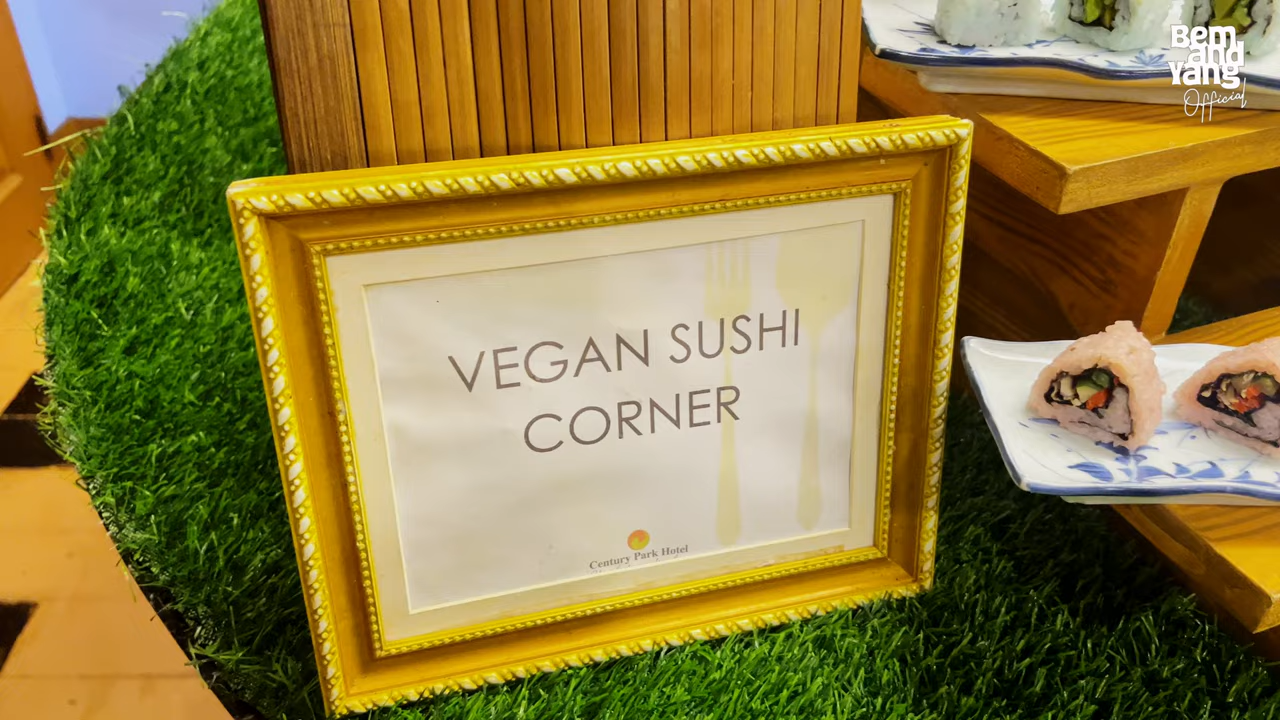 Bem
and
Yang
Official
VEGAN SUSHI
CORNER
Century Park Hotel